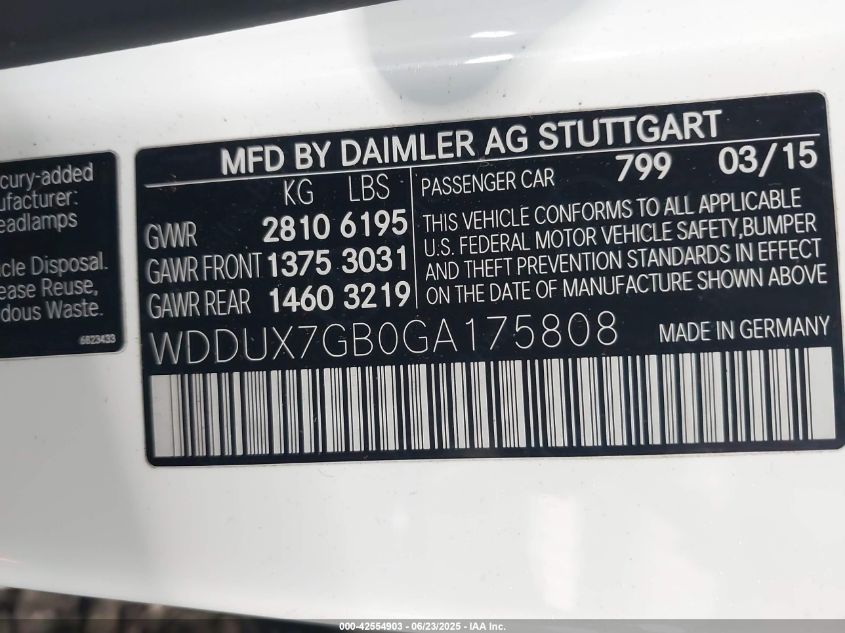 cury-added
ufacturer:
eadlamps
cle Disposal.
ease Reuse,
dous Waste.
6823433
MFD BY DAIMLER AG STUTTGART
KG LBS
GVWR 2810 6195
GAWR FRONT 1375 3031
GAWR REAR 1460 3219
PASSENGER CAR 799 03/15
THIS VEHICLE CONFORMS TO ALL APPLICABLE
U.S. FEDERAL MOTOR VEHICLE SAFETY,BUMPER
AND THEFT PREVENTION STANDARDS IN EFFECT
ON THE DATE OF MANUFACTURE SHOWN ABOVE
WDDUX7GB0GA175808 MADE IN GERMANY
000-42554903 - 06/23/2025 - IAA Inc.